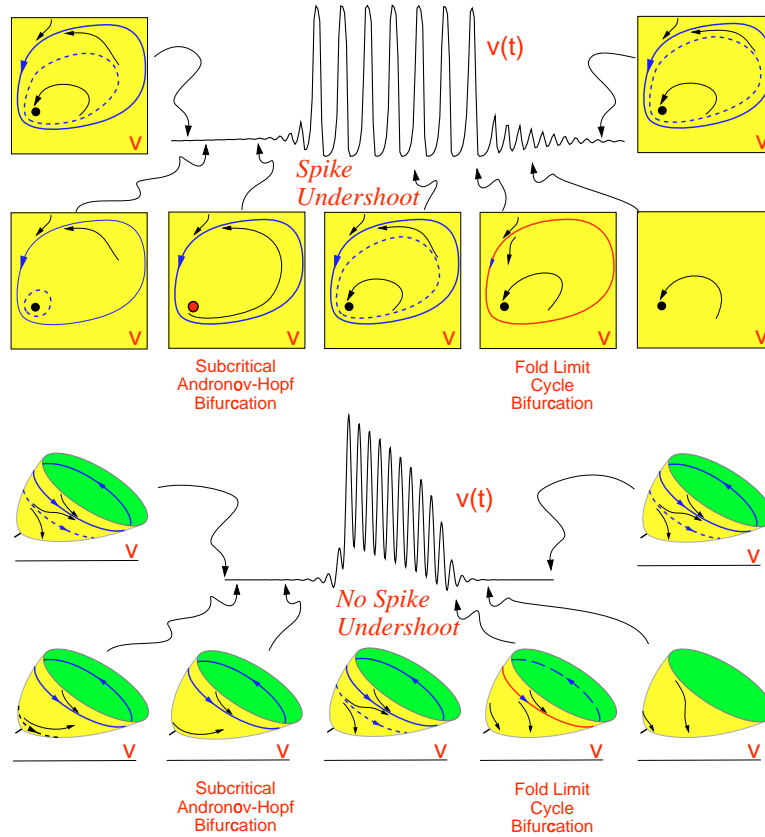 v(t)
V
V
Spike
Undershoot
V
V
V
V
V
Subcritical
Andronov-Hopf
Bifurcation
Fold Limit
Cycle
Bifurcation
v(t)
V
V
No Spike
Undershoot
V
V
V
V
V
Subcritical
Andronov-Hopf
Bifurcation
Fold Limit
Cycle
Bifurcation